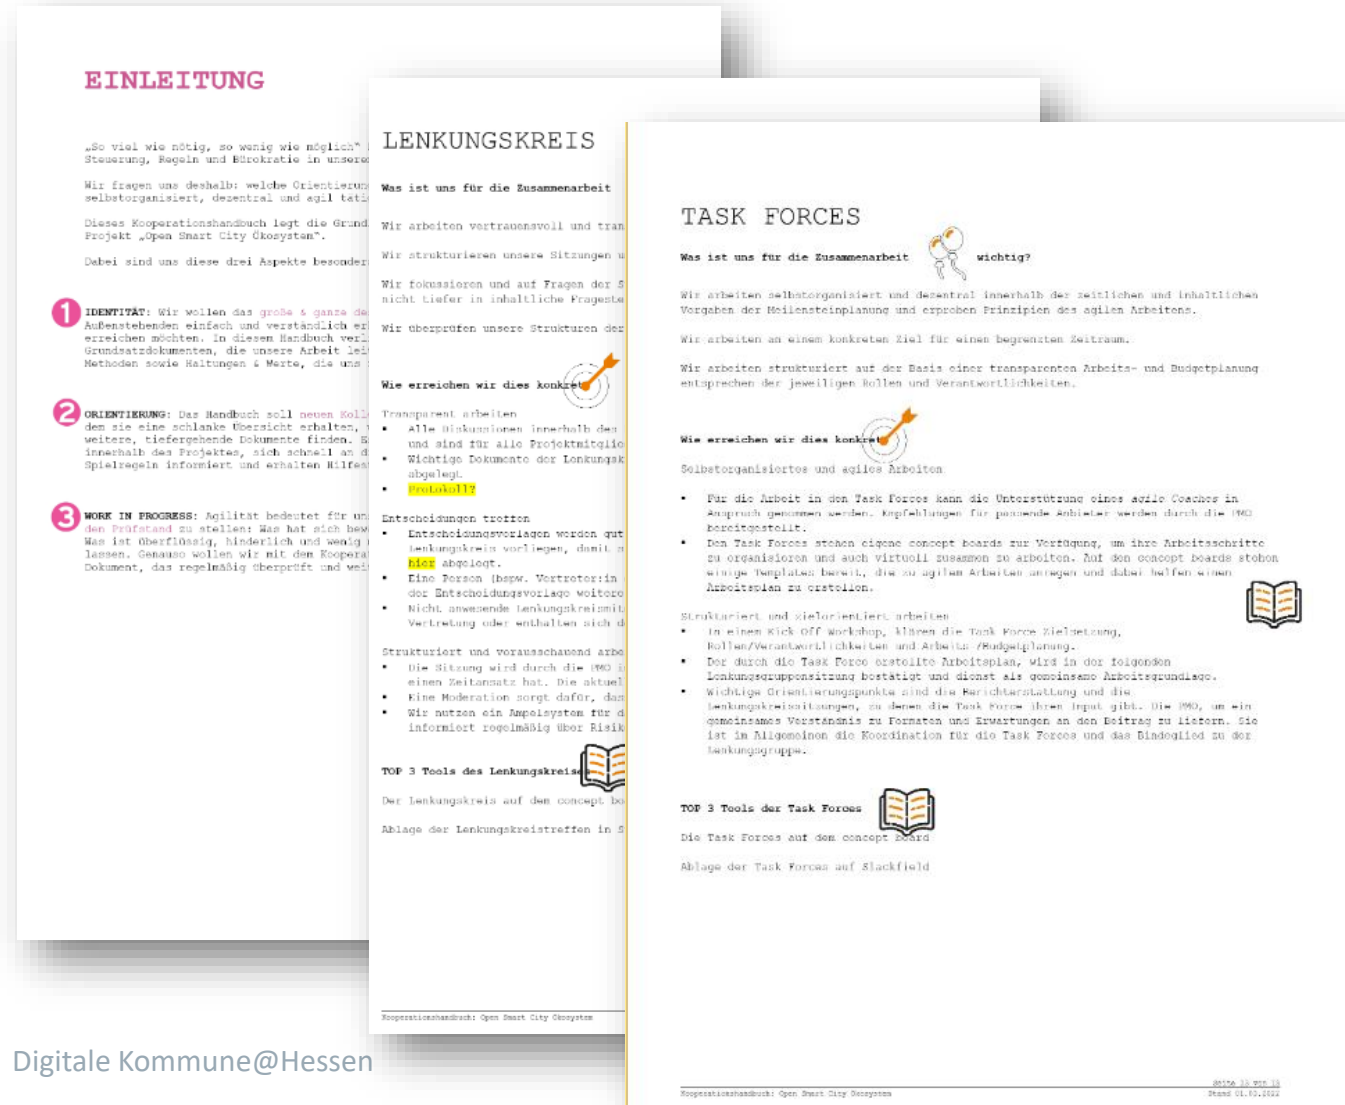 EINLEITUNG
„So viel wie nötig, so wenig wie möglich“
Steuerung, Regeln und Bürokratie in unsere
Wir fragen uns deshalb: welche Orientierun
selbstorganisiert, dezentral und agil täti
Dieses Kooperationshandbuch legt die Grund
Projekt „Open Smart City Ökosystem“.
Dabei sind uns diese drei Aspekte besonder
1 IDENTITÄT: Wir wollen das große & ganze de
Außenstehenden einfach und verständlich er
erreichen möchten. In diesem Handbuch verl
Grundsatzdokumenten, die unsere Arbeit lei
Methoden sowie Haltungen & Werte, die uns
2 ORIENTIERUNG: Das Handbuch soll neuen Koll
dem sie eine schlanke Übersicht erhalten,
weitere, tiefergehende Dokumente finden. E
innerhalb des Projektes, sich schnell an d
Spielregeln informiert und erhalten Hilfes
3 WORK IN PROGRESS: Agilität bedeutet für un
den Prüfstand zu stellen: Was hat sich bew
Was ist überflüssig, hinderlich und wenig
lassen. Genauso wollen wir mit dem Koopera
Dokument, das regelmäßig überprüft und wei
LENKUNGSKREIS
Was ist uns für die Zusammenarbeit
Wir arbeiten vertrauensvoll und tran
Wir strukturieren unsere Sitzungen u
Wir fokussieren und auf Fragen der S
nicht tiefer in inhaltliche Frageste
Wir überprüfen unsere Strukturen der
Wie erreichen wir dies konkret
Transparent arbeiten
▪ Alle Diskussionen innerhalb des
und sind für alle Projektmitglie
▪ Wichtige Dokumente der Lenkungsk
abgelegt
▪ Protokoll?
Entscheidungen treffen
▪ Entscheidungsvorlagen werden gut
Lenkungskreis vorliegen, damit s
hier abgelegt.
▪ Eine Person (bspw. Vertreter:in
der Entscheidungsvorlage weitere
▪ Nicht anwesende Lenkungskreismit
Vertretung oder enthalten sich d
Strukturiert und vorausschauend arbe
▪ Die Sitzung wird durch die PMO i
einen Zeitansatz hat. Die aktuel
▪ Eine Moderation sorgt dafür, das
▪ Wir nutzen ein Ampelsystem für d
informiert regelmäßig über Risik
TOP 3 Tools des Lenkungskreises
Der Lenkungskreis auf dem concept bo
Ablage der Lenkungskreistreffen in S
Kooperationshandbuch: Open Smart City Ökosystem
TASK FORCES
Was ist uns für die Zusammenarbeit wichtig?
Wir arbeiten selbstorganisiert und dezentral innerhalb der zeitlichen und inhaltlichen
Vorgaben der Meilensteinplanung und erproben Prinzipien des agilen Arbeitens.
Wir arbeiten an einem konkreten Ziel für einen begrenzten Zeitraum.
Wir arbeiten strukturiert auf der Basis einer transparenten Arbeits- und Budgetplanung
entsprechen der jeweiligen Rollen und Verantwortlichkeiten.
Wie erreichen wir dies konkret
Selbstorganisiertes und agiles Arbeiten
▪ Für die Arbeit in den Task Forces kann die Unterstützung eines agile Coaches in
Anspruch genommen werden. Empfehlungen für passende Anbieter werden durch die PMO
bereitgestellt.
▪ Den Task Forces stehen eigene concept boards zur Verfügung, um ihre Arbeitsschritte
zu organisieren und auch virtuell zusammen zu arbeiten. Auf den concept boards stehen
einige Templates bereit, die zu agilem Arbeiten anregen und dabei helfen einen
Arbeitsplan zu erstellen.
Strukturiert und zielorientiert arbeiten
▪ In einem Kick Off Workshop, klären die Task Force Zielsetzung,
Rollen/Verantwortlichkeiten und Arbeits-/Budgetplanung.
▪ Der durch die Task Force erstellte Arbeitsplan, wird in der folgenden
Lenkungsgruppensitzung bestätigt und dienst als gemeinsame Arbeitsgrundlage.
▪ Wichtige Orientierungspunkte sind die Berichterstattung und die
Lenkungskreissitzungen, zu denen die Task Force ihren Input gibt. Die PMO, um ein
gemeinsames Verständnis zu Formaten und Erwartungen an den Beitrag zu liefern. Sie
ist im Allgemeinen die Koordination für die Task Forces und das Bindeglied zu der
Lenkungsgruppe.
TOP 3 Tools der Task Forces
Die Task Forces auf dem concept board
Ablage der Task Forces auf Slackfield
Kooperationshandbuch: Open Smart City Ökosystem
Seite 13 von 18
Stand 01.03.2022
Digitale Kommune@Hessen